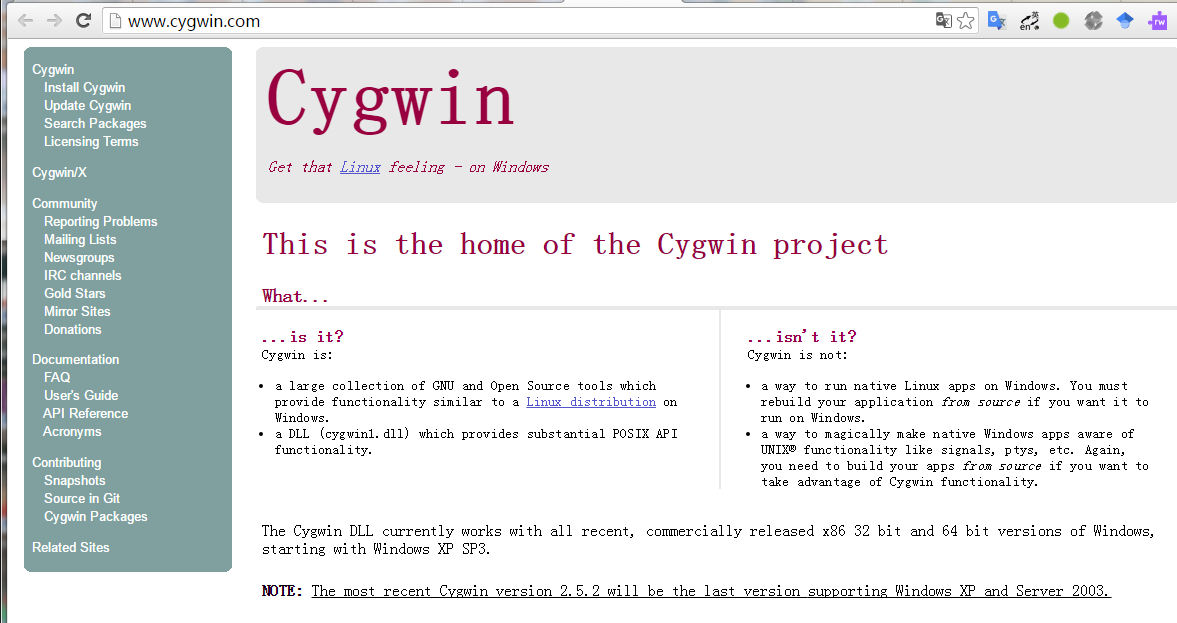 www.cygwin.com
en
rw
Cygwin
Install Cygwin
Update Cygwin
Search Packages
Licensing Terms
Cygwin/X
Community
Reporting Problems
Mailing Lists
Newsgroups
IRC channels
Gold Stars
Mirror Sites
Donations
Documentation
FAQ
User's Guide
API Reference
Acronyms
Contributing
Snapshots
Source in Git
Cygwin Packages
Related Sites
Cygwin
Get that Linux feeling - on Windows
This is the home of the Cygwin project
What...
...is it?
Cygwin is:
• a large collection of GNU and Open Source tools which
provide functionality similar to a Linux distribution on
Windows.
• a DLL (cygwin1.dll) which provides substantial POSIX API
functionality.
...isn't it?
Cygwin is not:
• a way to run native Linux apps on Windows. You must
rebuild your application from source if you want it to
run on Windows.
• a way to magically make native Windows apps aware of
UNIX® functionality like signals, ptys, etc. Again,
you need to build your apps from source if you want to
take advantage of Cygwin functionality.
The Cygwin DLL currently works with all recent, commercially released x86 32 bit and 64 bit versions of Windows,
starting with Windows XP SP3.
NOTE: The most recent Cygwin version 2.5.2 will be the last version supporting Windows XP and Server 2003.